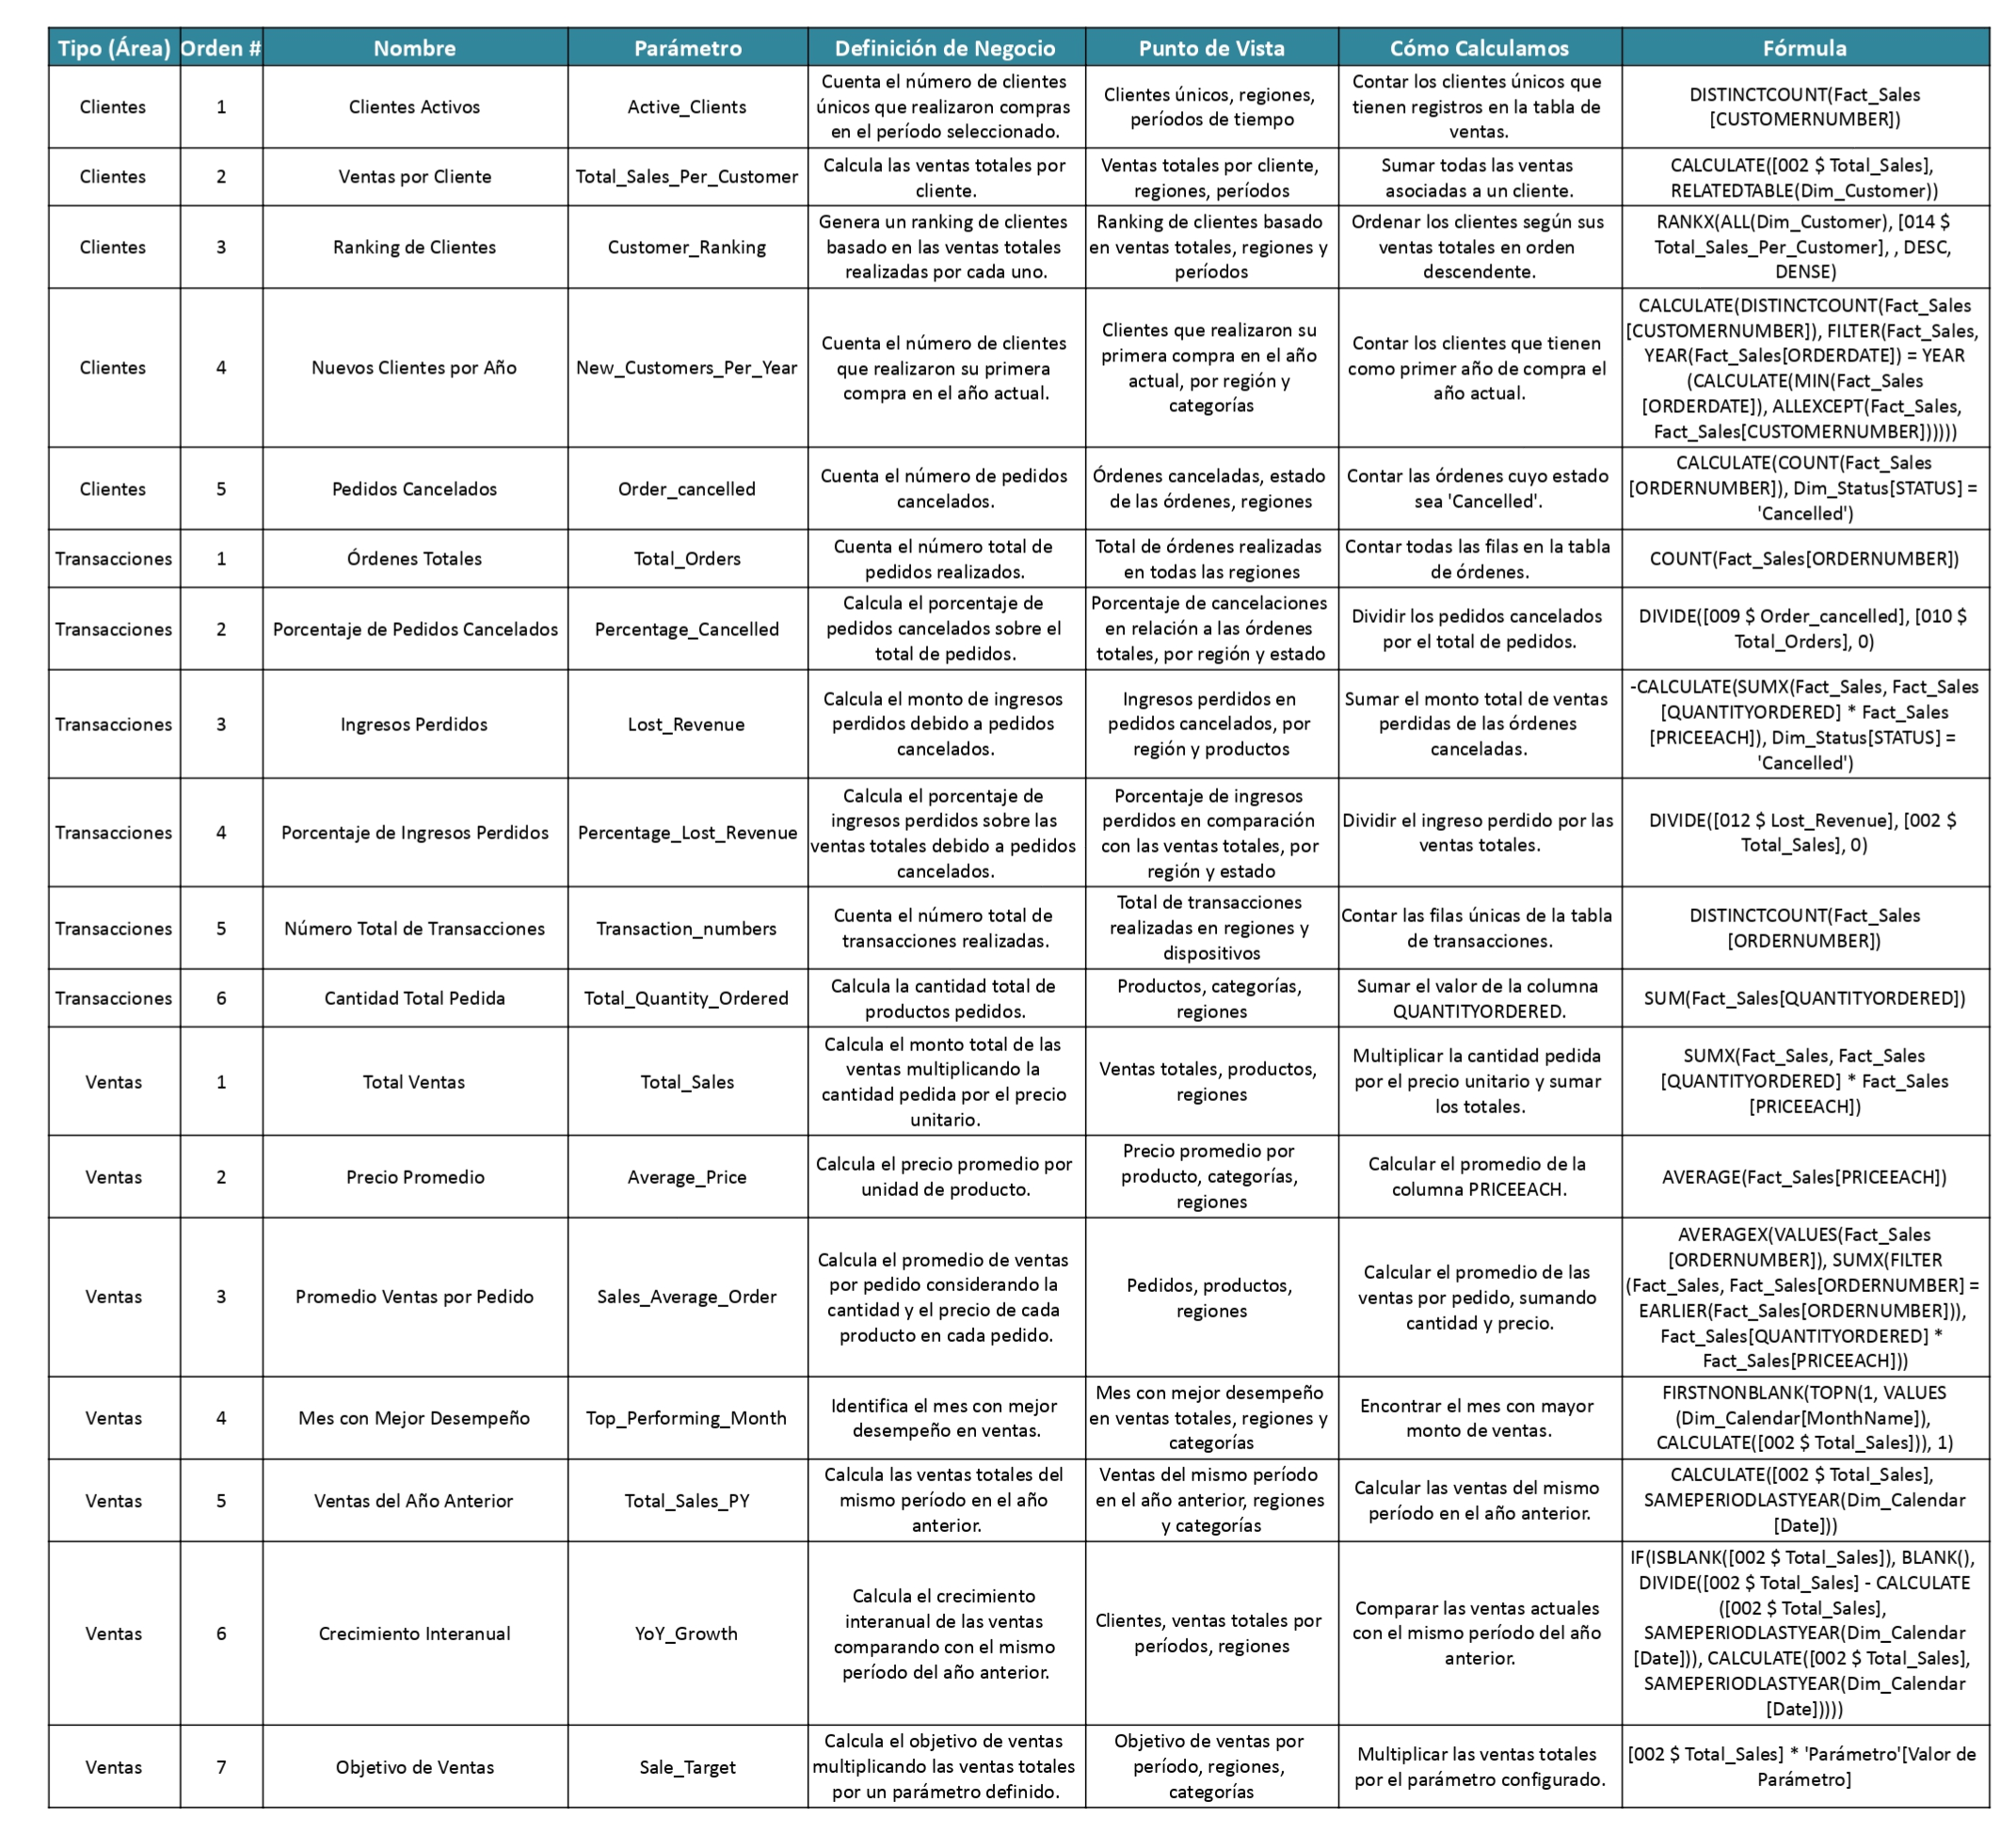 Tipo (Área) Orden # Nombre Parámetro Definición de Negocio Punto de Vista Cómo Calculamos Fórmula
Clientes
1
Clientes Activos
Active_Clients
Cuenta el número de clientes
únicos que realizaron compras
en el período seleccionado.
Clientes únicos, regiones,
períodos de tiempo
Contar los clientes únicos que
tienen registros en la tabla de
ventas.
DISTINCTCOUNT(Fact_Sales
[CUSTOMERNUMBER])
Clientes
2
Ventas por Cliente
Total_Sales_Per_Customer
Calcula las ventas totales por
cliente.
Ventas totales por cliente,
regiones, períodos
Sumar todas las ventas
asociadas a un cliente.
CALCULATE([002 $ Total_Sales],
RELATEDTABLE(Dim_Customer))
Clientes
3
Ranking de Clientes
Customer_Ranking
Genera un ranking de clientes
basado en las ventas totales
realizadas por cada uno.
Ranking de clientes basado
en ventas totales, regiones y
períodos
Ordenar los clientes según sus
ventas totales en orden
descendente.
RANKX(ALL(Dim_Customer), [014 $
Total_Sales_Per_Customer], , DESC,
DENSE)
Clientes
4
Nuevos Clientes por Año
New_Customers_Per_Year
Cuenta el número de clientes
que realizaron su primera
compra en el año actual.
Clientes que realizaron su
primera compra en el año
actual, por región y
categorías
Contar los clientes que tienen
como primer año de compra el
año actual.
CALCULATE(DISTINCTCOUNT(Fact_Sales
[CUSTOMERNUMBER]), FILTER(Fact_Sales,
YEAR(Fact_Sales[ORDERDATE]) = YEAR
(CALCULATE(MIN(Fact_Sales
[ORDERDATE]), ALLEXCEPT(Fact_Sales,
Fact_Sales[CUSTOMERNUMBER])))))
Clientes
5
Pedidos Cancelados
Order_cancelled
Cuenta el número de pedidos
cancelados.
Órdenes canceladas, estado
de las órdenes, regiones
Contar las órdenes cuyo estado
sea 'Cancelled'.
CALCULATE(COUNT(Fact_Sales
[ORDERNUMBER]), Dim_Status[STATUS] =
'Cancelled')
Transacciones
1
Órdenes Totales
Total_Orders
Cuenta el número total de
pedidos realizados.
Total de órdenes realizadas
en todas las regiones
Contar todas las filas en la tabla
de órdenes.
COUNT(Fact_Sales[ORDERNUMBER])
Transacciones
2
Porcentaje de Pedidos Cancelados
Percentage_Cancelled
Calcula el porcentaje de
pedidos cancelados sobre el
total de pedidos.
Porcentaje de cancelaciones
en relación a las órdenes
totales, por región y estado
Dividir los pedidos cancelados
por el total de pedidos.
DIVIDE([009 $ Order_cancelled], [010 $
Total_Orders], 0)
Transacciones
3
Ingresos Perdidos
Lost_Revenue
Calcula el monto de ingresos
perdidos debido a pedidos
cancelados.
Ingresos perdidos en
pedidos cancelados, por
región y productos
Sumar el monto total de ventas
perdidas de las órdenes
canceladas.
-CALCULATE(SUMX(Fact_Sales, Fact_Sales
[QUANTITYORDERED] * Fact_Sales
[PRICEEACH]), Dim_Status[STATUS] =
'Cancelled')
Transacciones
4
Porcentaje de Ingresos Perdidos
Percentage_Lost_Revenue
Calcula el porcentaje de
ingresos perdidos sobre las
ventas totales debido a pedidos
cancelados.
Porcentaje de ingresos
perdidos en comparación
con las ventas totales, por
región y estado
Dividir el ingreso perdido por las
ventas totales.
DIVIDE([012 $ Lost_Revenue], [002 $
Total_Sales], 0)
Transacciones
5
Número Total de Transacciones
Transaction_numbers
Cuenta el número total de
transacciones realizadas.
Total de transacciones
realizadas en regiones y
dispositivos
Contar las filas únicas de la tabla
de transacciones.
DISTINCTCOUNT(Fact_Sales
[ORDERNUMBER])
Transacciones
6
Cantidad Total Pedida
Total_Quantity_Ordered
Calcula la cantidad total de
productos pedidos.
Productos, categorías,
regiones
Sumar el valor de la columna
QUANTITYORDERED.
SUM(Fact_Sales[QUANTITYORDERED])
Ventas
1
Total Ventas
Total_Sales
Calcula el monto total de las
ventas multiplicando la
cantidad pedida por el precio
unitario.
Ventas totales, productos,
regiones
Multiplicar la cantidad pedida
por el precio unitario y sumar
los totales.
SUMX(Fact_Sales, Fact_Sales
[QUANTITYORDERED] * Fact_Sales
[PRICEEACH])
Ventas
2
Precio Promedio
Average_Price
Calcula el precio promedio por
unidad de producto.
Precio promedio por
producto, categorías,
regiones
Calcular el promedio de la
columna PRICEEACH.
AVERAGE(Fact_Sales[PRICEEACH])
Ventas
3
Promedio Ventas por Pedido
Sales_Average_Order
Calcula el promedio de ventas
por pedido considerando la
cantidad y el precio de cada
producto en cada pedido.
Pedidos, productos,
regiones
Calcular el promedio de las
ventas por pedido, sumando
cantidad y precio.
AVERAGEX(VALUES(Fact_Sales
[ORDERNUMBER]), SUMX(FILTER
(Fact_Sales, Fact_Sales[ORDERNUMBER] =
EARLIER(Fact_Sales[ORDERNUMBER])),
Fact_Sales[QUANTITYORDERED] *
Fact_Sales[PRICEEACH]))
Ventas
4
Mes con Mejor Desempeño
Top_Performing_Month
Identifica el mes con mejor
desempeño en ventas.
Mes con mejor desempeño
en ventas totales, regiones y
categorías
Encontrar el mes con mayor
monto de ventas.
FIRSTNONBLANK(TOPN(1, VALUES
(Dim_Calendar[MonthName]),
CALCULATE([002 $ Total_Sales])), 1)
Ventas
5
Ventas del Año Anterior
Total_Sales_PY
Calcula las ventas totales del
mismo período en el año
anterior.
Ventas del mismo período
en el año anterior, regiones
y categorías
Calcular las ventas del mismo
período en el año anterior.
CALCULATE([002 $ Total_Sales],
SAMEPERIODLASTYEAR(Dim_Calendar
[Date]))
Ventas
6
Crecimiento Interanual
YoY_Growth
Calcula el crecimiento
interanual de las ventas
comparando con el mismo
período del año anterior.
Clientes, ventas totales por
períodos, regiones
Comparar las ventas actuales
con el mismo período del año
anterior.
IF(ISBLANK([002 $ Total_Sales]), BLANK(),
DIVIDE([002 $ Total_Sales] - CALCULATE
([002 $ Total_Sales],
SAMEPERIODLASTYEAR(Dim_Calendar
[Date])), CALCULATE([002 $ Total_Sales],
SAMEPERIODLASTYEAR(Dim_Calendar
[Date]))))
Ventas
7
Objetivo de Ventas
Sale_Target
Calcula el objetivo de ventas
multiplicando las ventas totales
por un parámetro definido.
Objetivo de ventas por
período, regiones,
categorías
Multiplicar las ventas totales
por el parámetro configurado.
[002 $ Total_Sales] * 'Parámetro'[Valor de
Parámetro]